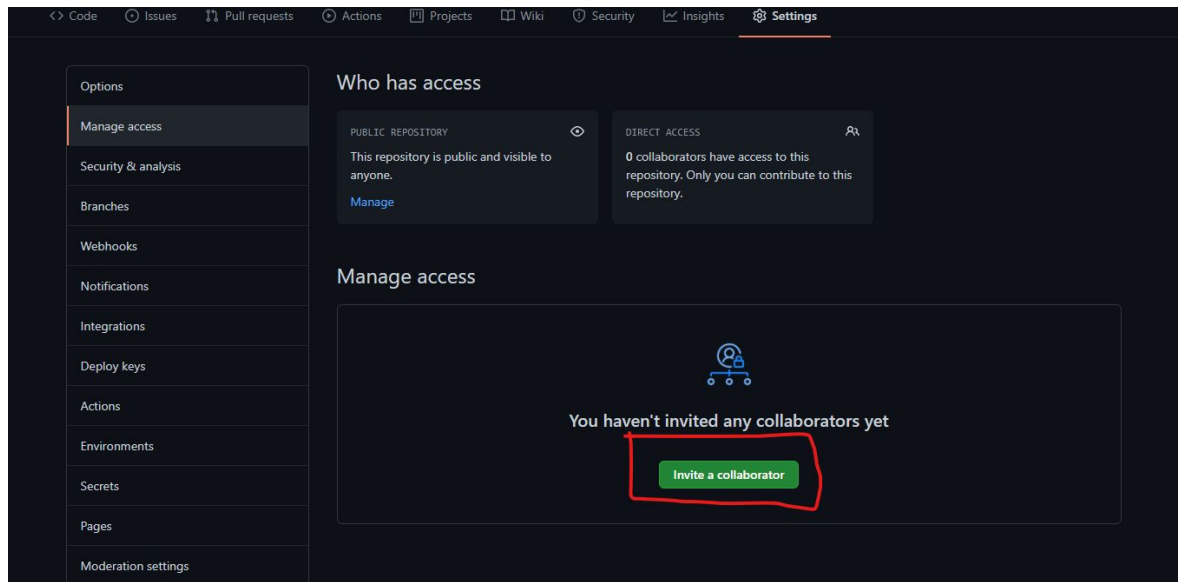 Code Issues Pull requests Actions Projects Wiki Security Insights Settings
Options
Manage access
Security & analysis
Branches
Webhooks
Notifications
Integrations
Deploy keys
Actions
Environments
Secrets
Pages
Moderation settings
Who has access
PUBLIC REPOSITORY
This repository is public and visible to
anyone.
Manage
DIRECT ACCESS
0 collaborators have access to this
repository. Only you can contribute to this
repository.
Manage access
You haven't invited any collaborators yet
Invite a collaborator